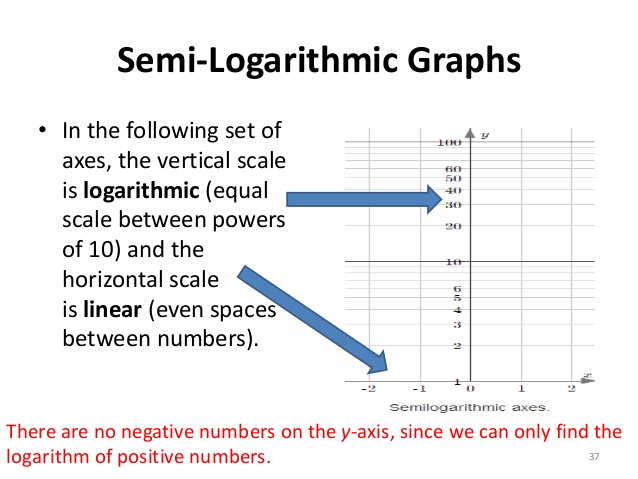 Semi-Logarithmic Graphs
• In the following set of
axes, the vertical scale
is logarithmic (equal
scale between powers
of 10) and the
horizontal scale
is linear (even spaces
between numbers).
y
100
60
50
40
30
20
10
6
5
4
3
2
1
x
-2 -1 0 1 2
Semilogarithmic axes.
There are no negative numbers on the y-axis, since we can only find the
logarithm of positive numbers.
37